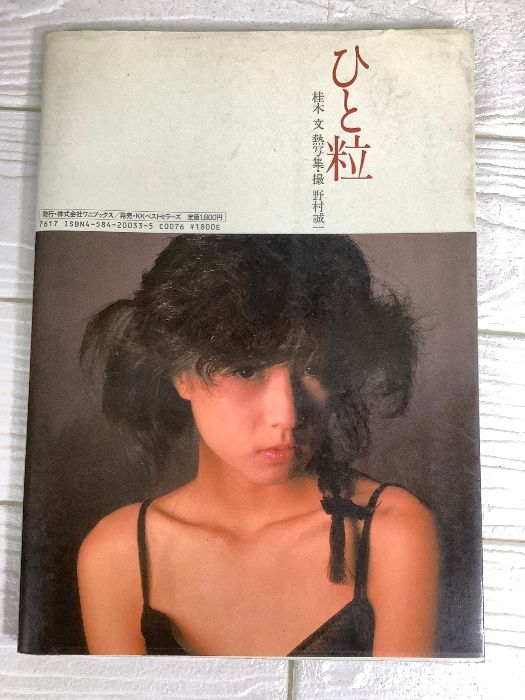 ひと粒
桂木 文 熱写集・撮 野村誠一
発行・株式会社ワニブックス／発売・KKベストセラーズ 定価1,800円
7617 ISBN4-584-20033-5 C0076 ¥1800E